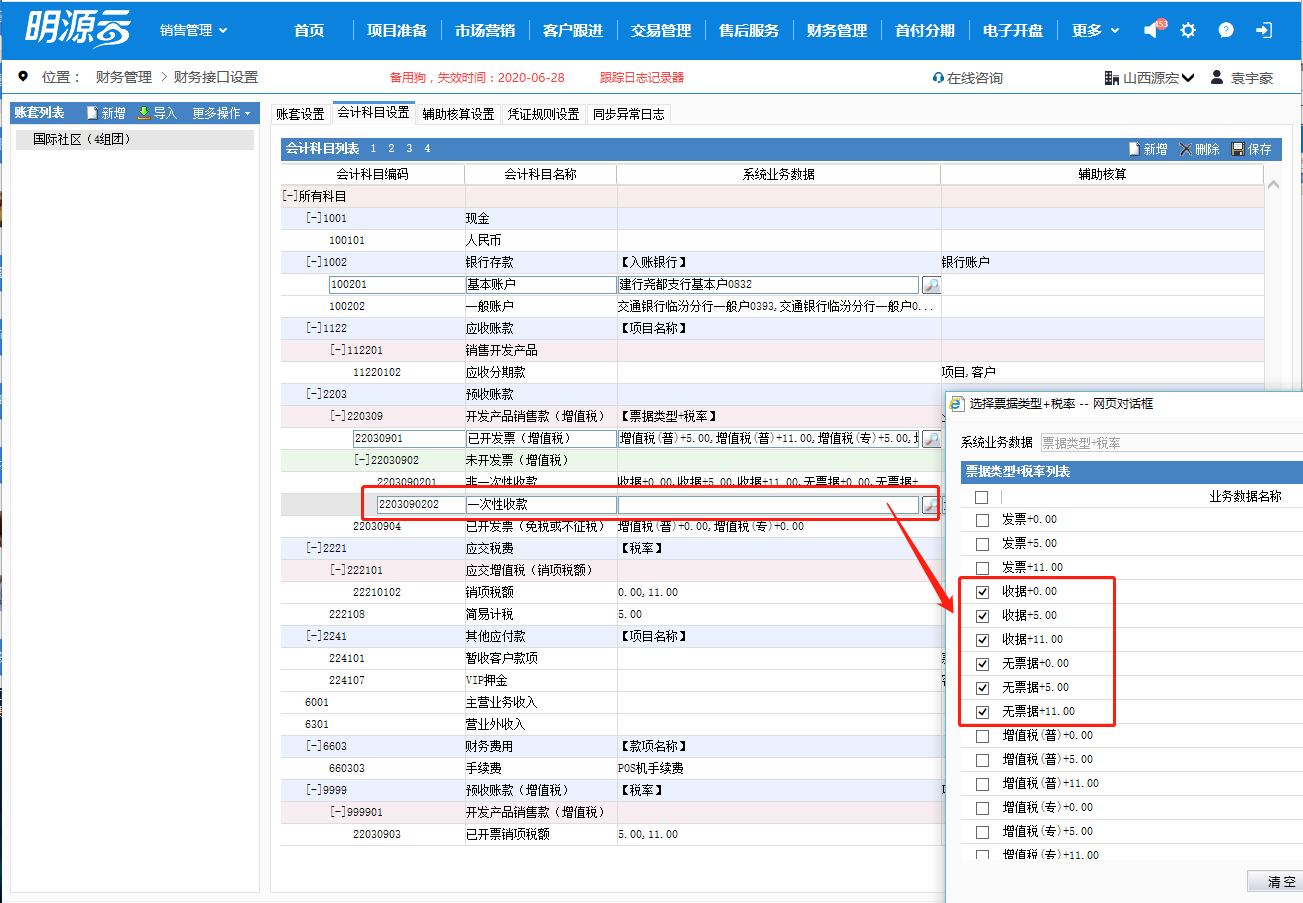 明源云 销售管理 首页 项目准备 市场营销 客户跟进 交易管理 售后服务 财务管理 首付分期 电子开盘 更多 153
位置： 财务管理 > 财务接口设置 备用狗，失效时间：2020-06-28 跟踪日志记录器 在线咨询 山西源宏 袁宇豪
账套列表 新增 导入 更多操作
国际社区（4组团）
账套设置 会计科目设置 辅助核算设置 凭证规则设置 同步异常日志
会计科目列表 1 2 3 4 新增 删除 保存
会计科目编码 会计科目名称 系统业务数据 辅助核算
[-]所有科目
[-]1001 现金
100101 人民币
[-]1002 银行存款 【入账银行】 银行账户
100201 基本账户 建行尧都支行基本户0832
100202 一般账户 交通银行临汾分行一般户0393,交通银行临汾分行一般户0...
[-]1122 应收账款 【项目名称】
[-]112201 销售开发产品
11220102 应收分期款 项目,客户
[-]2203 预收账款
[-]220309 开发产品销售款（增值税） 【票据类型+税率】
22030901 已开发票（增值税） 增值税(普)+5.00,增值税(普)+11.00,增值税(专)+5.00,
[-]22030902 未开发票（增值税）
2203090201 非一次性收款 收据+0.00,收据+5.00,收据+11.00,无票据+0.00,无票据+
2203090202 一次性收款
22030904 已开发票（免税或不征税） 增值税(普)+0.00,增值税(专)+0.00
[-]2221 应交税费 【税率】
[-]222101 应交增值税（销项税额）
22210102 销项税额 0.00,11.00
222108 简易计税 5.00
[-]2241 其他应付款 【项目名称】
224101 暂收客户款项
224107 VIP押金
6001 主营业务收入
6301 营业外收入
[-]6603 财务费用 【款项名称】
660303 手续费 POS机手续费
[-]9999 预收账款（增值税） 【税率】
[-]999901 开发产品销售款（增值税）
22030903 已开票销项税额 5.00,11.00
选择票据类型+税率 -- 网页对话框
系统业务数据 票据类型+税率
票据类型+税率列表
业务数据名称
发票+0.00
发票+5.00
发票+11.00
收据+0.00
收据+5.00
收据+11.00
无票据+0.00
无票据+5.00
无票据+11.00
增值税(普)+0.00
增值税(普)+5.00
增值税(普)+11.00
增值税(专)+0.00
增值税(专)+5.00
增值税(专)+11.00
清空